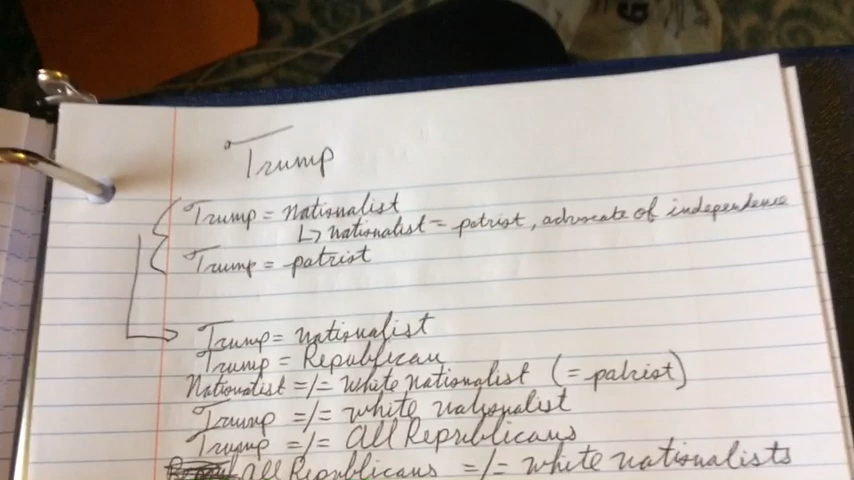 Trump
Trump = Nationalist
↳ nationalist = patriot, advocate of independence
Trump = patriot
Trump = nationalist
Trump = Republican
Nationalist =/= White Nationalist (= patriot)
Trump =/= white nationalist
Trump =/= All Republicans
All Republicans =/= white nationalists